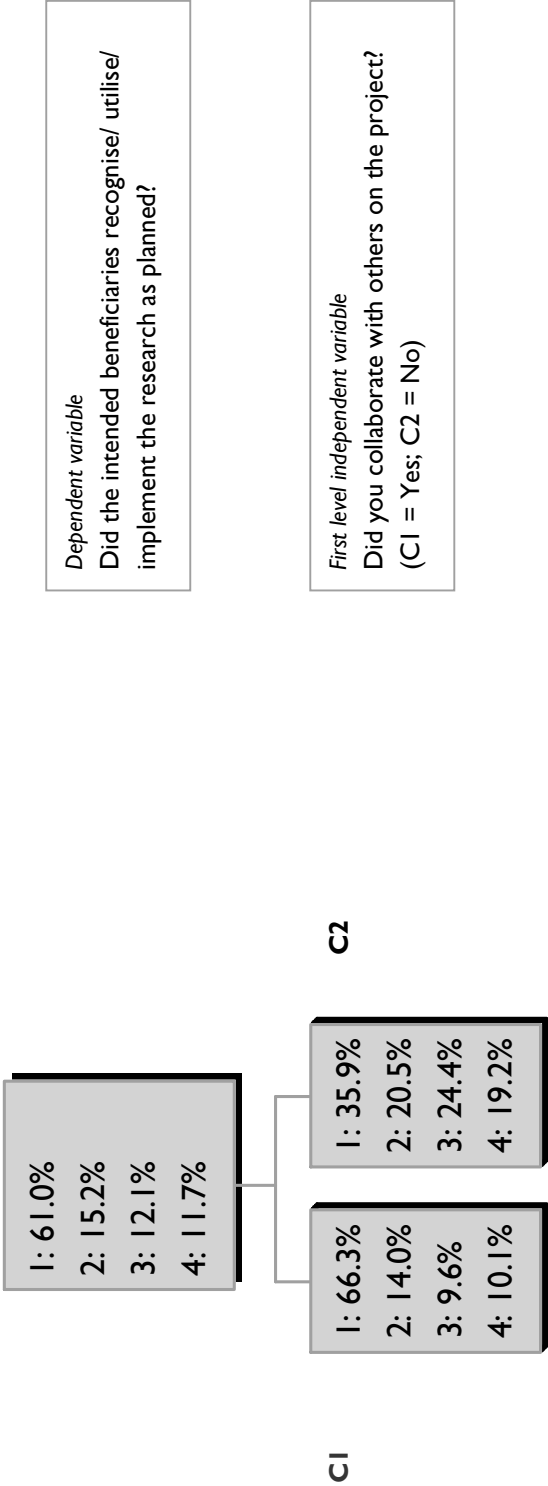 1: 61.0%
2: 15.2%
3: 12.1%
4: 11.7%
C1
1: 66.3%
2: 14.0%
3: 9.6%
4: 10.1%
1: 35.9%
2: 20.5%
3: 24.4%
4: 19.2%
C2
Dependent variable
Did the intended beneficiaries recognise/ utilise/
implement the research as planned?
First level independent variable
Did you collaborate with others on the project?
(C1 = Yes; C2 = No)